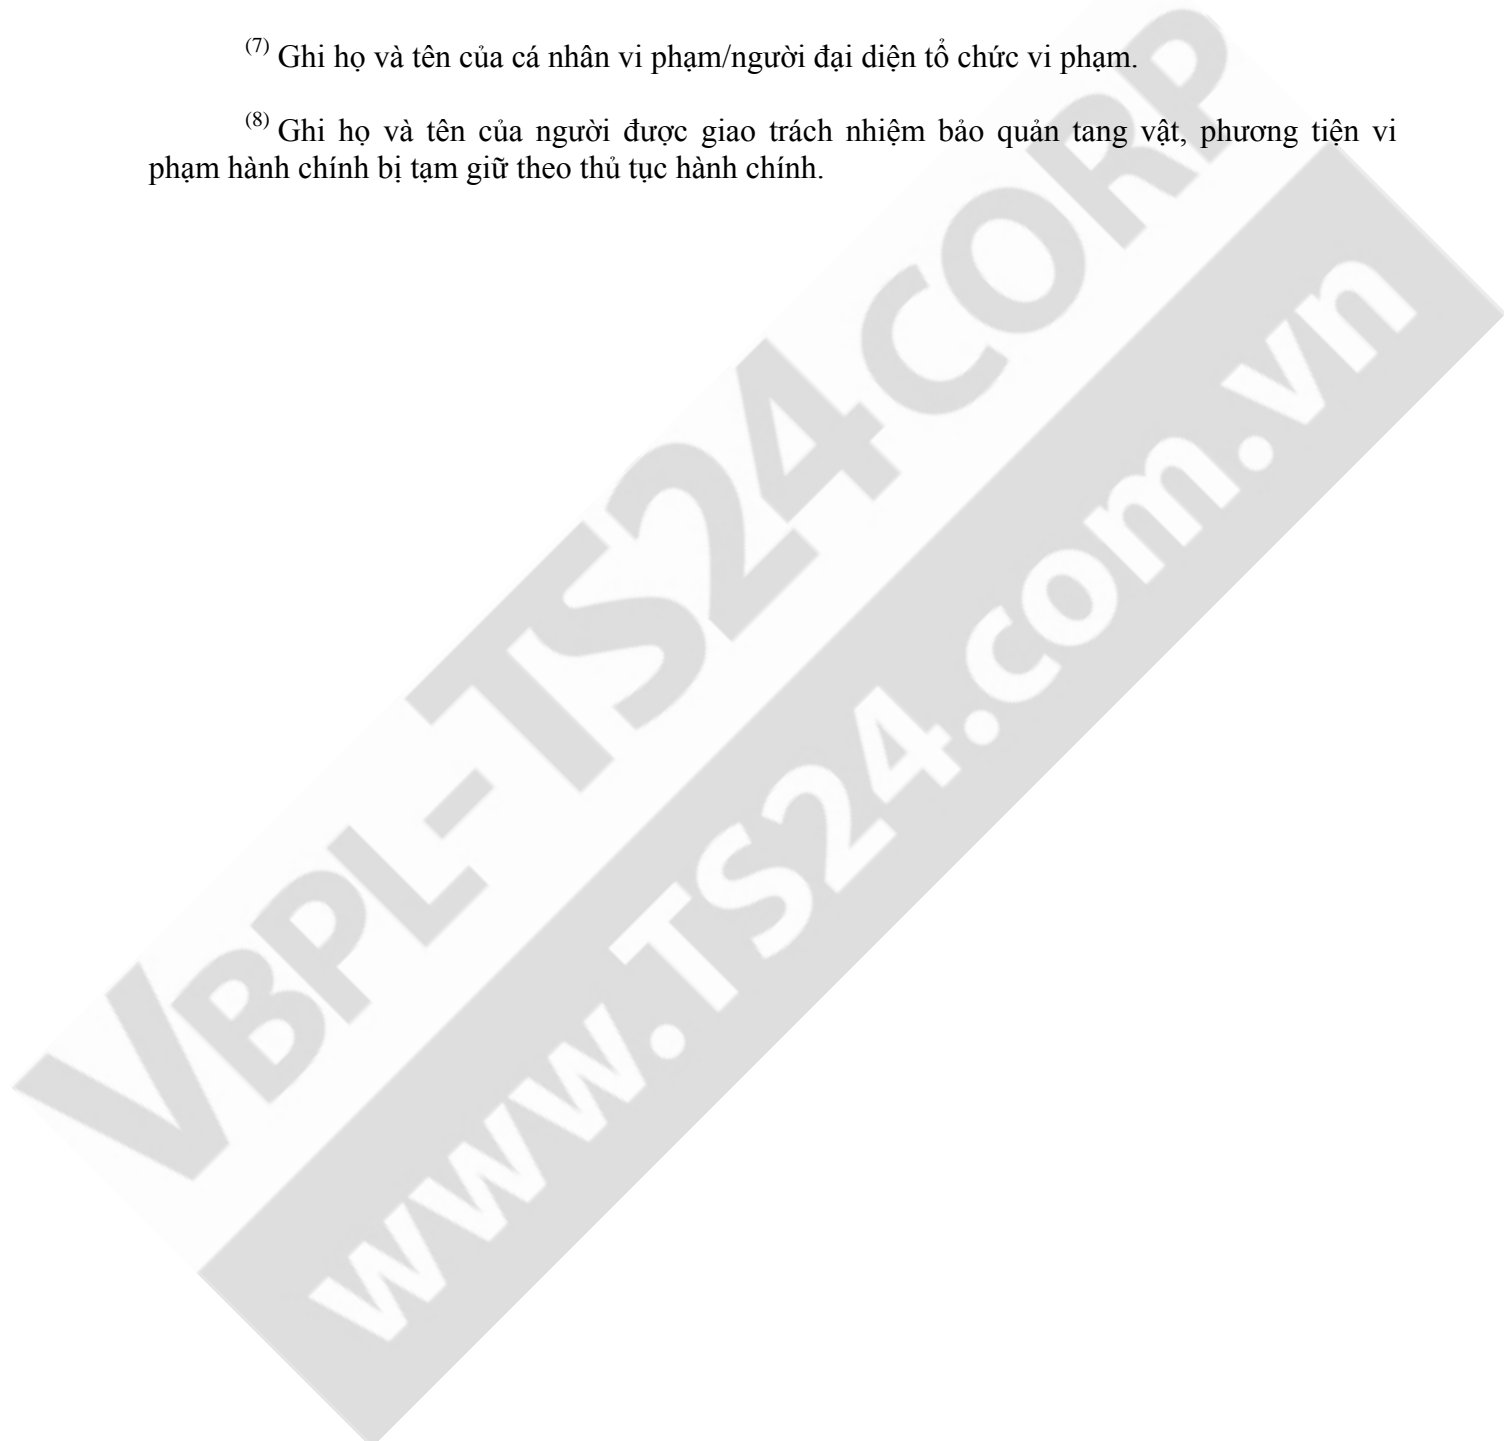 (7) Ghi họ và tên của cá nhân vi phạm/người đại diện tổ chức vi phạm.
(8) Ghi họ và tên của người được giao trách nhiệm bảo quản tang vật, phương tiện vi
phạm hành chính bị tạm giữ theo thủ tục hành chính.
VBPL-TS24CORP
www.TS24.com.vn